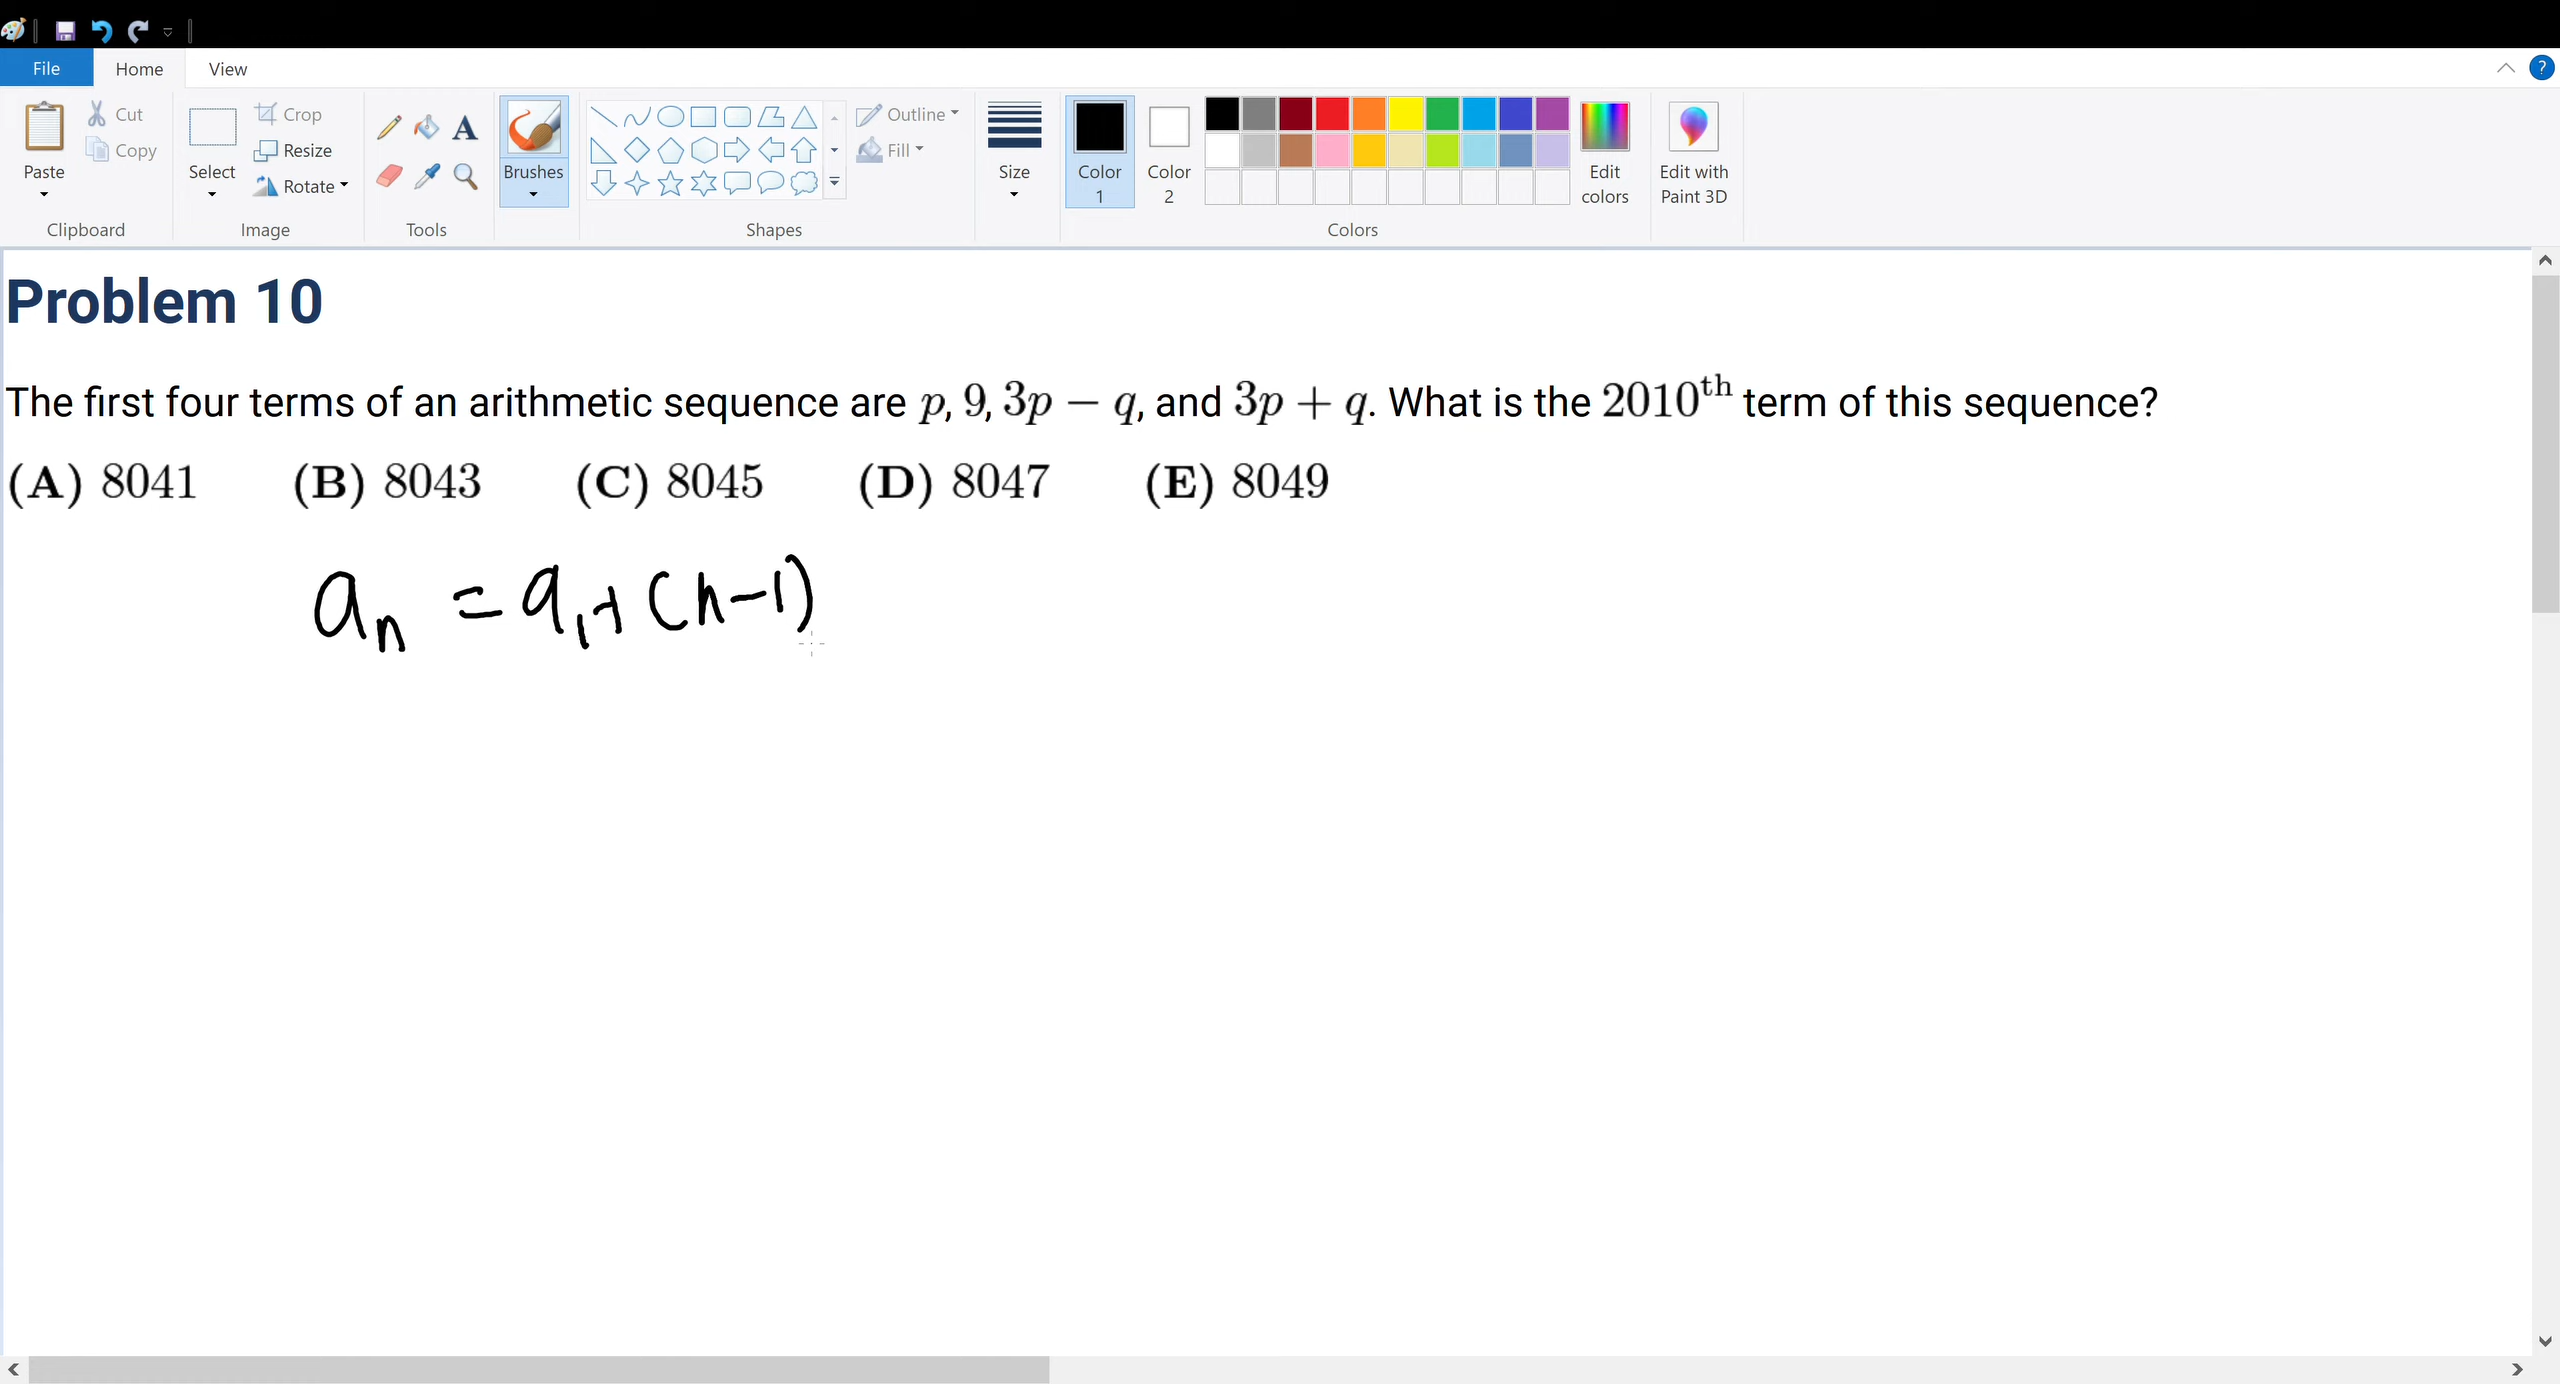 File Home View ?
Paste Cut Copy Clipboard
Select Crop Resize Rotate Image
A Tools
Brushes
Outline Fill Shapes
Size
Color 1 Color 2 Edit colors Colors
Edit with Paint 3D
Problem 10
The first four terms of an arithmetic sequence are p, 9, 3p − q, and 3p + q. What is the 2010th term of this sequence?
(A) 8041 (B) 8043 (C) 8045 (D) 8047 (E) 8049
a_n = a_1 + (n-1)